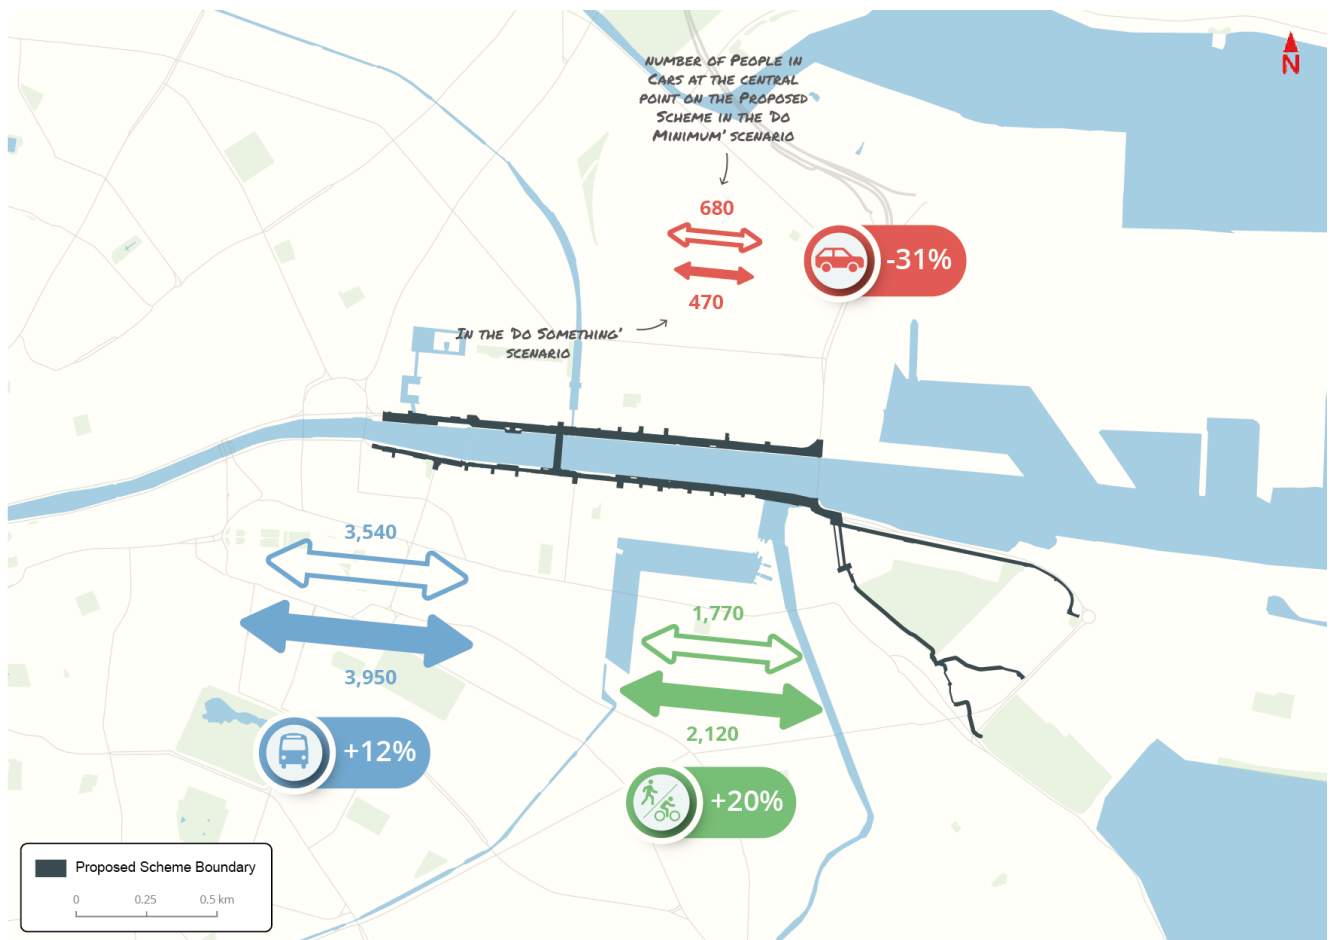 NUMBER OF PEOPLE IN
CARS AT THE CENTRAL
POINT ON THE PROPOSED
SCHEME IN THE 'DO
MINIMUM' SCENARIO
N
680
-31%
470
IN THE 'DO SOMETHING'
SCENARIO
3,540
3,950
+12%
1,770
2,120
+20%
Proposed Scheme Boundary
0 0.25 0.5 km